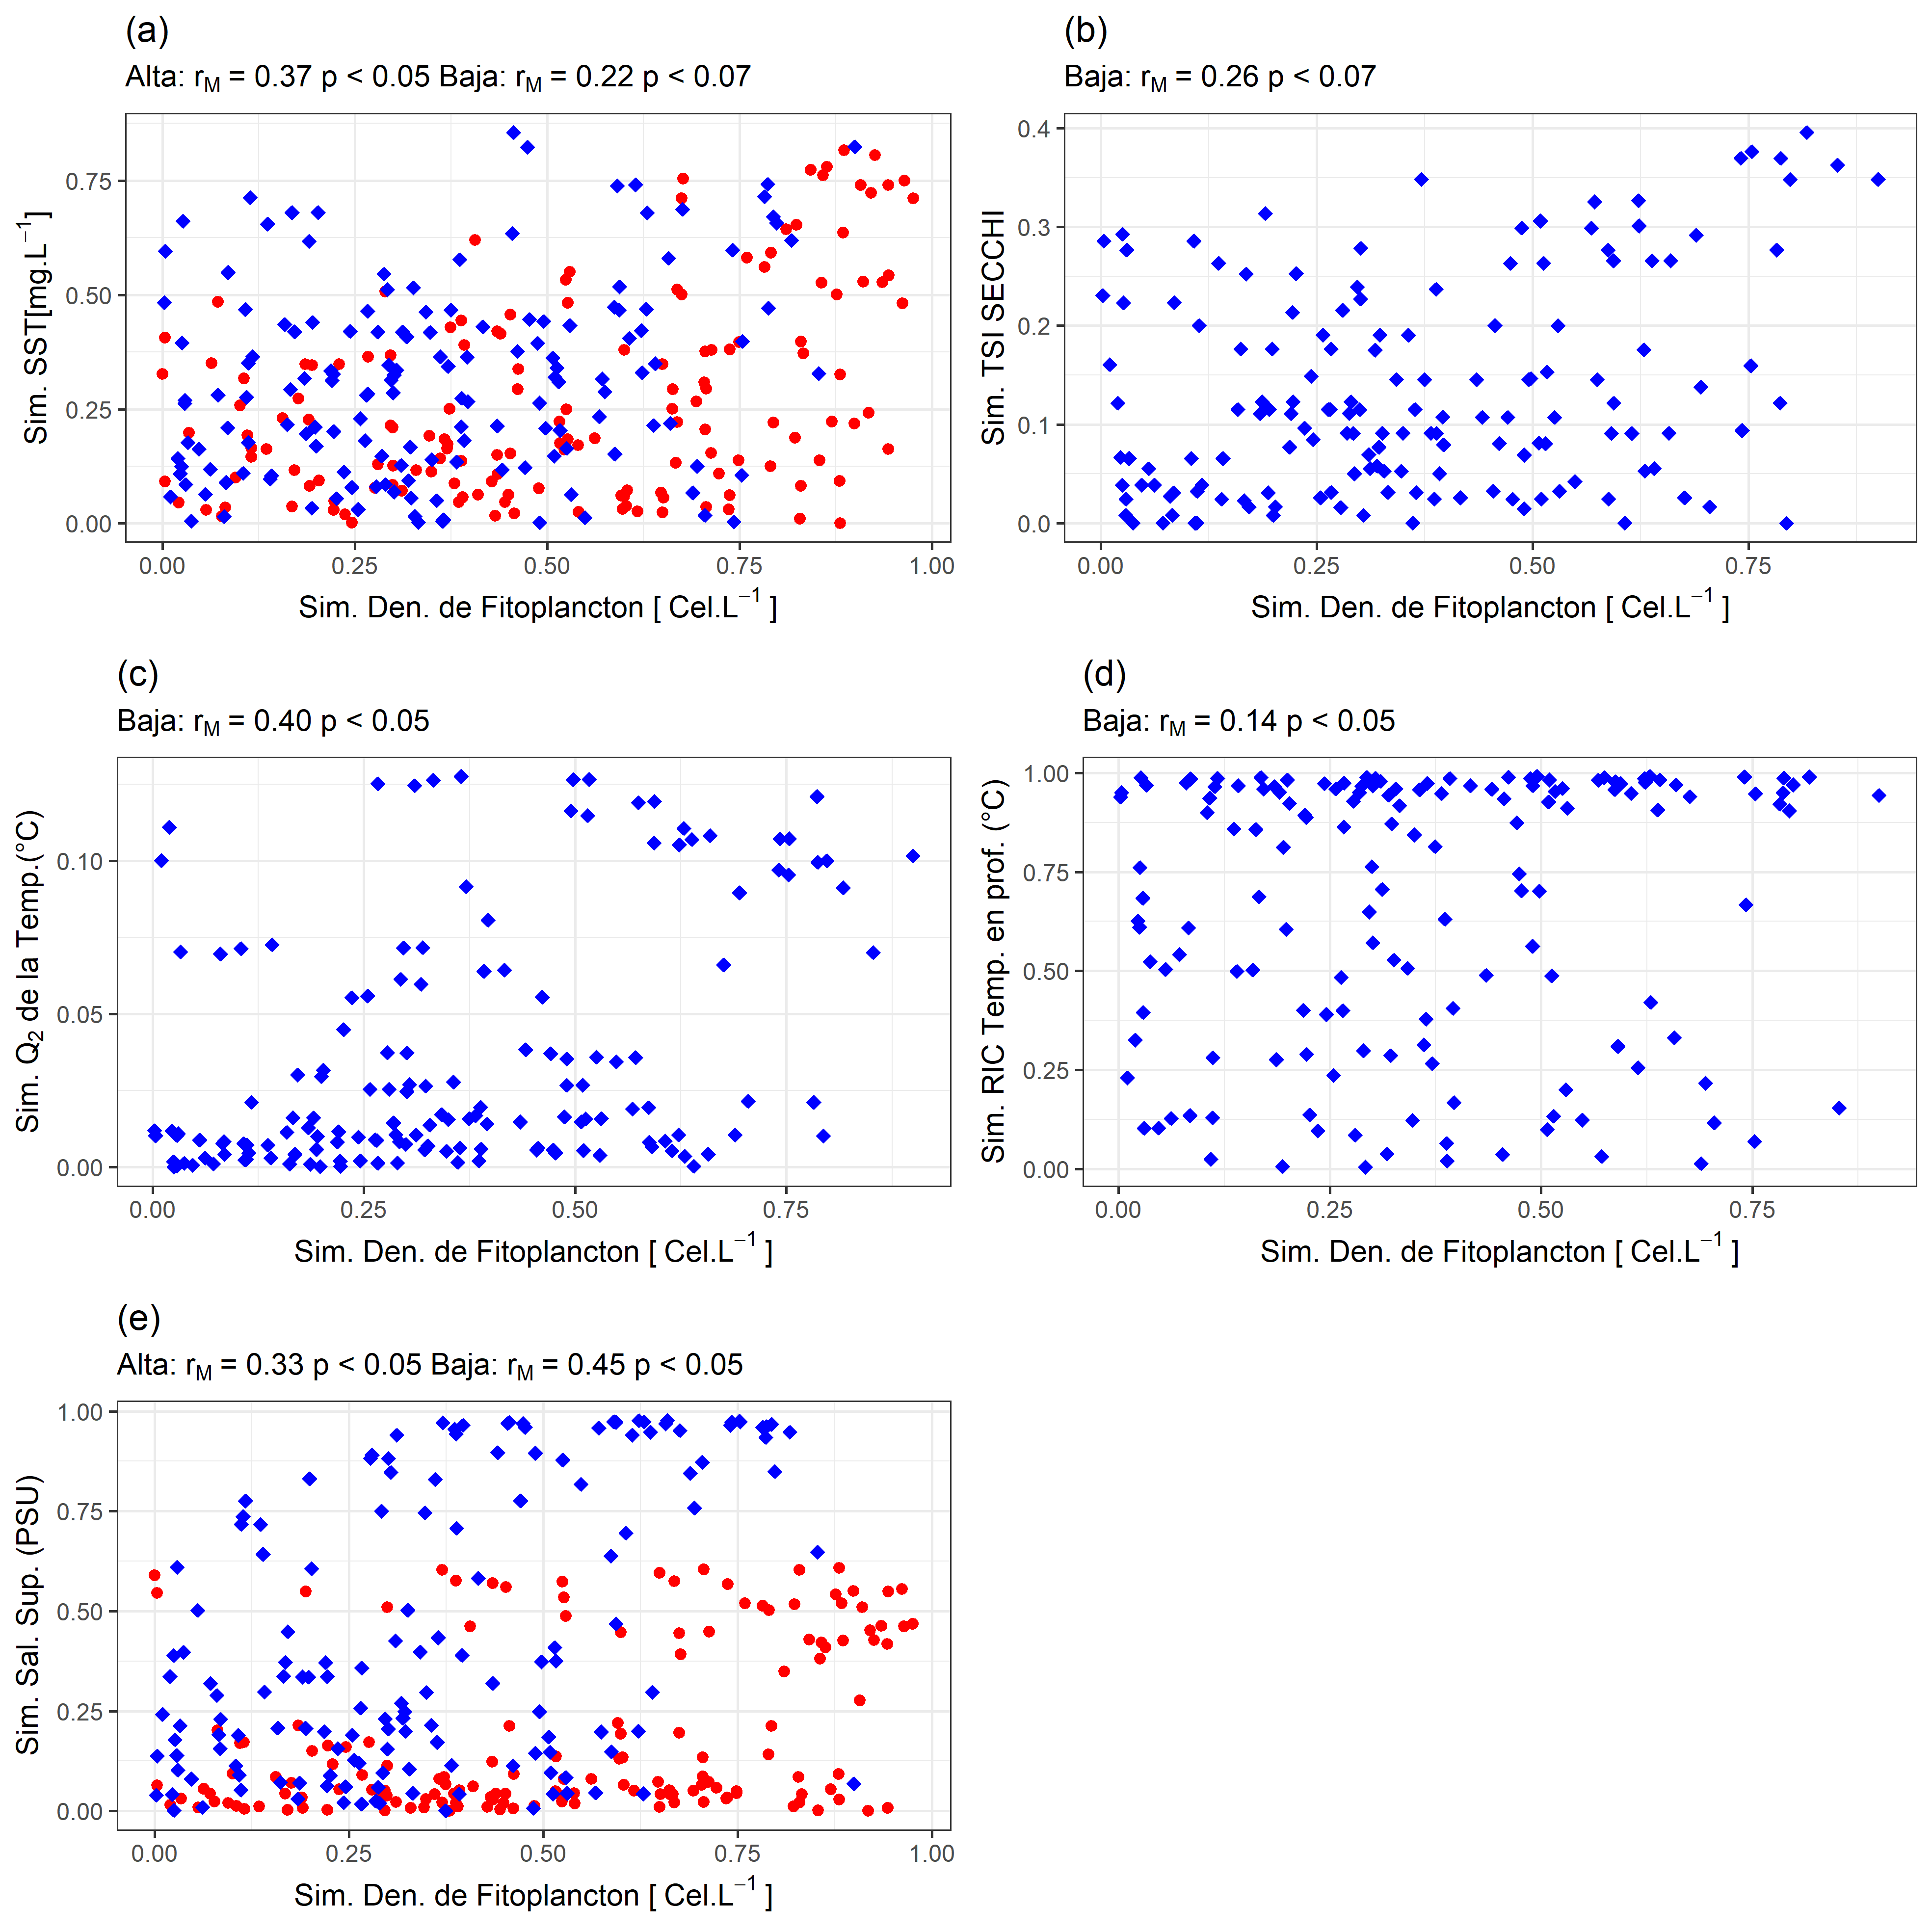 (a)
Alta: rM = 0.37 p < 0.05 Baja: rM = 0.22 p < 0.07
Sim. SST[mg.L−1]
0.75
0.50
0.25
0.00
0.00 0.25 0.50 0.75 1.00
Sim. Den. de Fitoplancton [ Cel.L−1 ]
(b)
Baja: rM = 0.26 p < 0.07
Sim. TSI SECCHI
0.4
0.3
0.2
0.1
0.0
0.00 0.25 0.50 0.75
Sim. Den. de Fitoplancton [ Cel.L−1 ]
(c)
Baja: rM = 0.40 p < 0.05
Sim. Q2 de la Temp.(°C)
0.10
0.05
0.00
0.00 0.25 0.50 0.75
Sim. Den. de Fitoplancton [ Cel.L−1 ]
(d)
Baja: rM = 0.14 p < 0.05
Sim. RIC Temp. en prof. (°C)
1.00
0.75
0.50
0.25
0.00
0.00 0.25 0.50 0.75
Sim. Den. de Fitoplancton [ Cel.L−1 ]
(e)
Alta: rM = 0.33 p < 0.05 Baja: rM = 0.45 p < 0.05
Sim. Sal. Sup. (PSU)
1.00
0.75
0.50
0.25
0.00
0.00 0.25 0.50 0.75 1.00
Sim. Den. de Fitoplancton [ Cel.L−1 ]